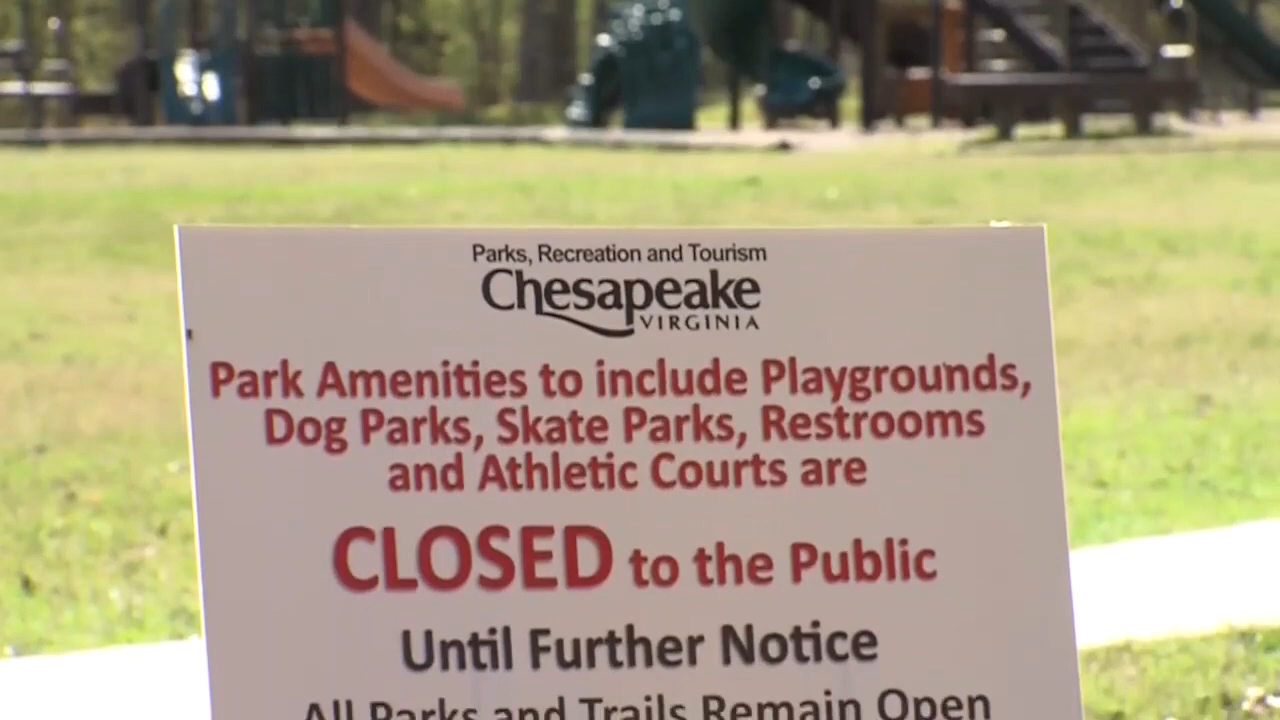 Parks, Recreation and Tourism
Chesapeake
VIRGINIA
Park Amenities to include Playgrounds,
Dog Parks, Skate Parks, Restrooms
and Athletic Courts are
CLOSED to the Public
Until Further Notice
All Parks and Trails Remain Open